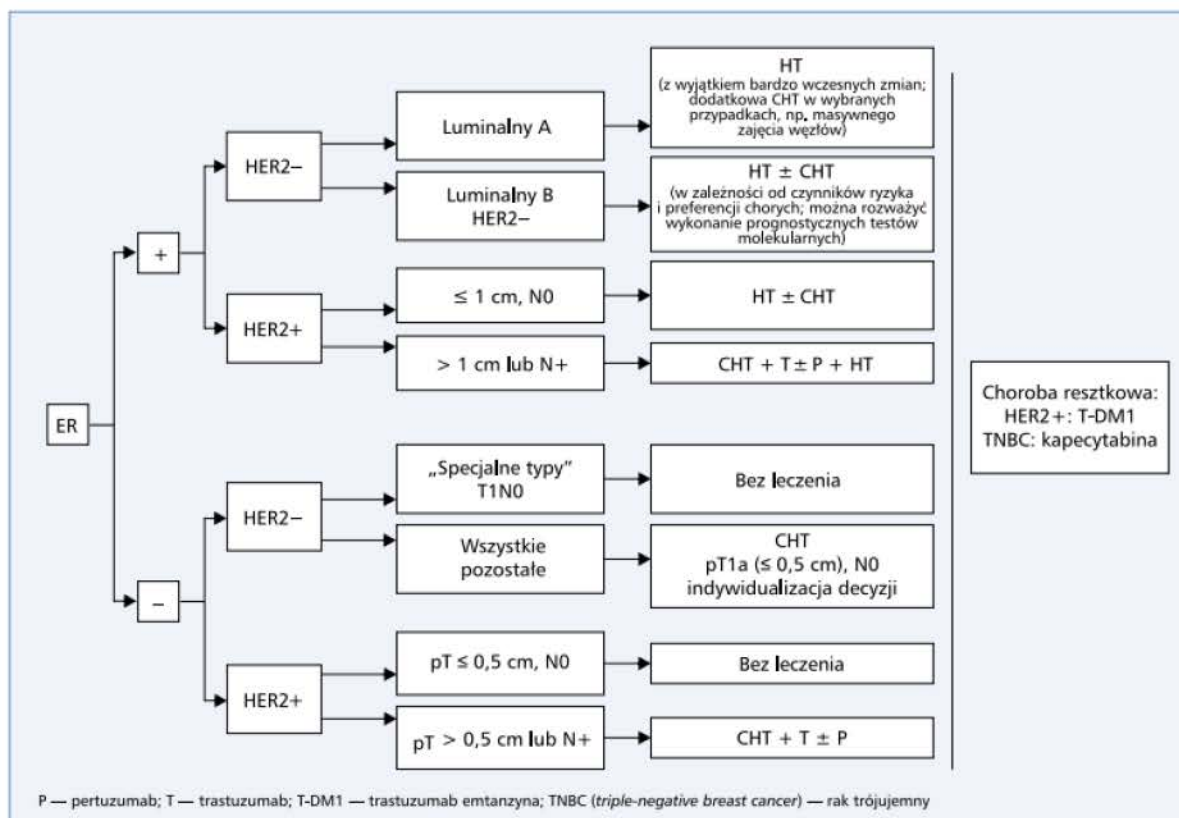 ER
+
HER2−
Luminalny A
HT
(z wyjątkiem bardzo wczesnych zmian;
dodatkowa CHT w wybranych
przypadkach, np. masywnego
zajęcia węzłów)
Luminalny B
HER2−
HT ± CHT
(w zależności od czynników ryzyka
i preferencji chorych; można rozważyć
wykonanie prognostycznych testów
molekularnych)
HER2+
≤ 1 cm, N0
HT ± CHT
> 1 cm lub N+
CHT + T ± P + HT
−
HER2−
„Specjalne typy”
T1N0
Bez leczenia
Wszystkie
pozostałe
CHT
pT1a (≤ 0,5 cm), N0
indywidualizacja decyzji
HER2+
pT ≤ 0,5 cm, N0
Bez leczenia
pT > 0,5 cm lub N+
CHT + T ± P
Choroba resztkowa:
HER2+: T-DM1
TNBC: kapecytabina
P — pertuzumab; T — trastuzumab; T-DM1 — trastuzumab emtanzyna; TNBC (triple-negative breast cancer) — rak trójujemny